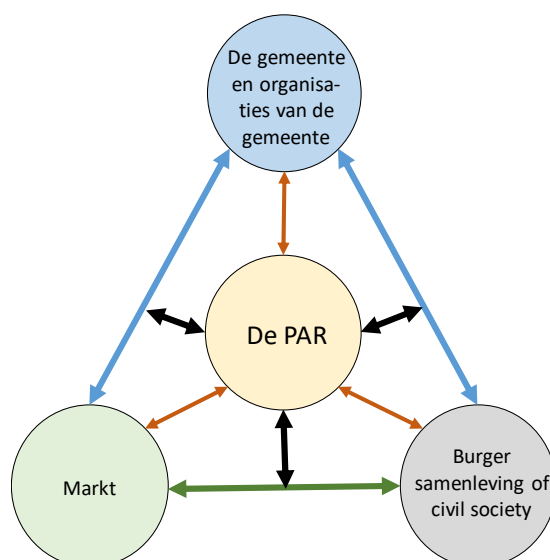 De gemeente
en organisa-
ties van de
gemeente
De PAR
Markt
Burger
samenleving of
civil society